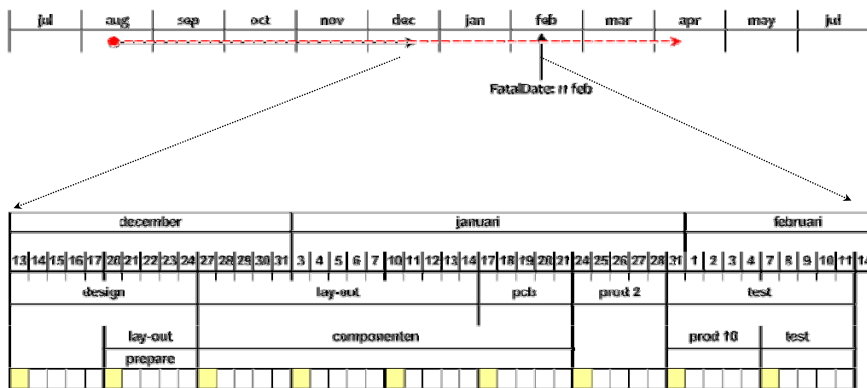 jul aug sep oct nov dec jan feb mar apr may jul
FatalDate: 11 feb
december januari februari
13 14 15 16 17 20 21 22 23 24 27 28 29 30 31 3 4 5 6 7 10 11 12 13 14 17 18 19 20 21 24 25 26 27 28 31 1 2 3 4 7 8 9 10 11 14
design lay-out pcb prod 2 test
lay-out componenten prod 10 test
prepare